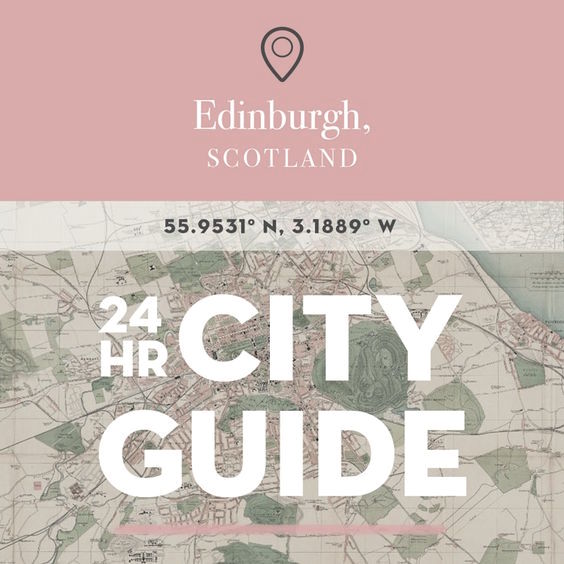 Edinburgh,
SCOTLAND
55.9531° N, 3.1889° W
24
HR CITY
GUIDE